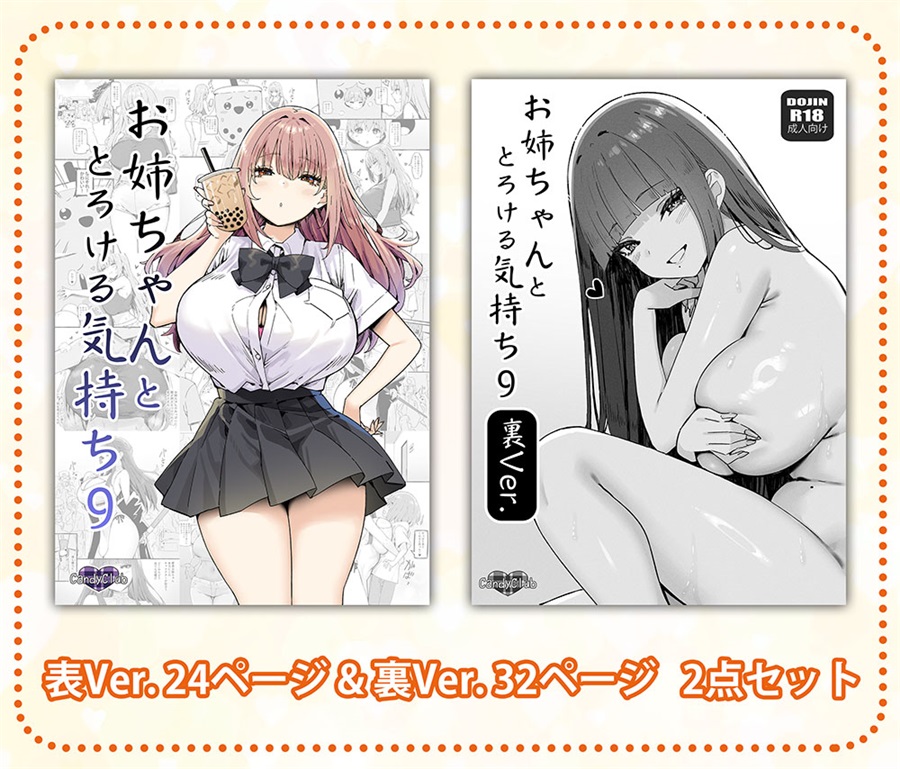 お姉ちゃんと
とろける気持ち9
CandyClub
DOJIN
R18
成人向け
お姉ちゃんと
とろける気持ち9
裏Ver.
CandyClub
表Ver. 24ページ & 裏Ver. 32ページ 2点セット